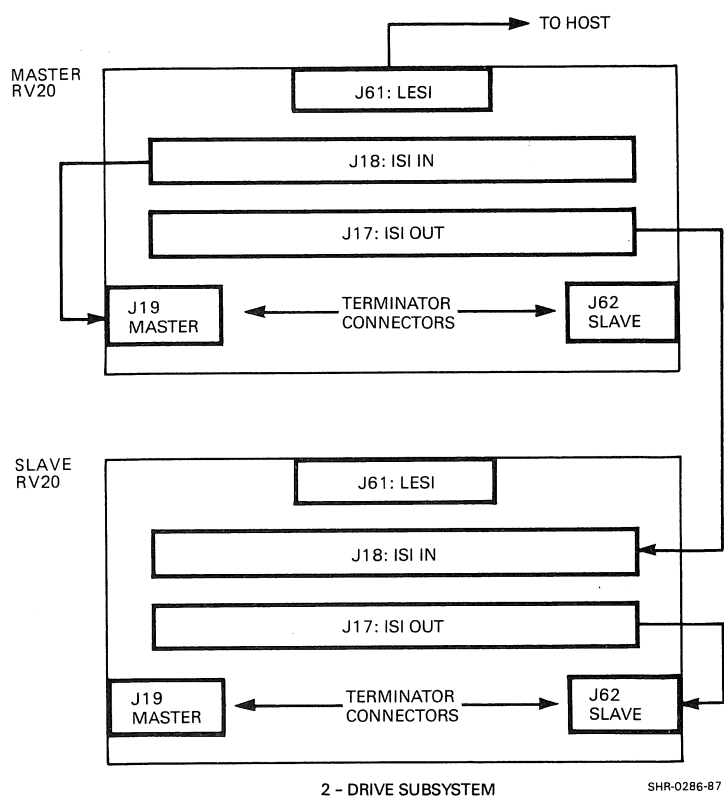 TO HOST
MASTER
RV20
J61: LESI
J18: ISI IN
J17: ISI OUT
J19
MASTER
TERMINATOR
CONNECTORS
J62
SLAVE
SLAVE
RV20
J61: LESI
J18: ISI IN
J17: ISI OUT
J19
MASTER
TERMINATOR
CONNECTORS
J62
SLAVE
2 – DRIVE SUBSYSTEM
SHR-0286-87